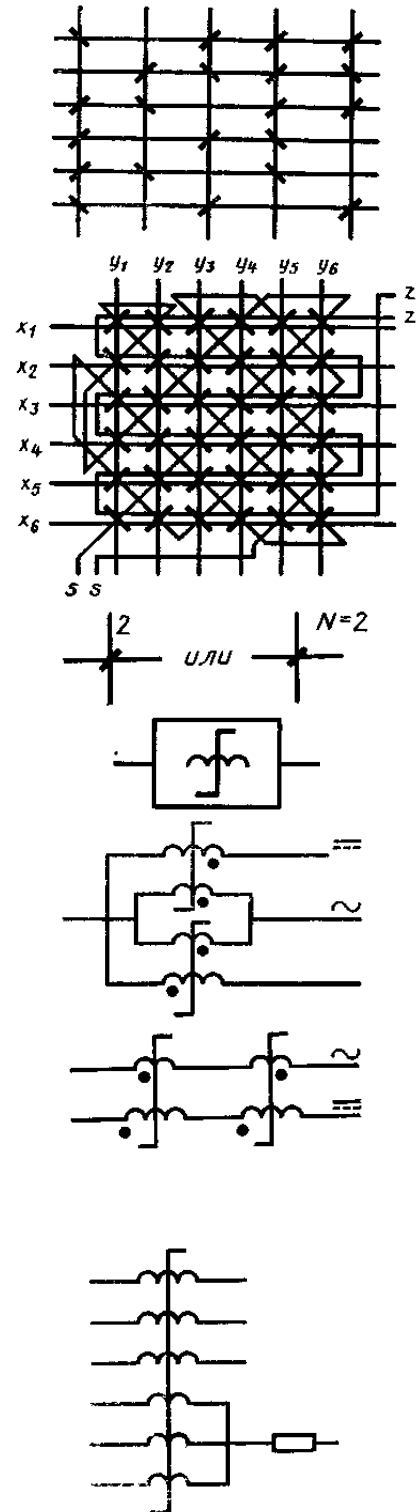 y₁ y₂ y₃ y₄ y₅ y₆
z
z
x₁
x₂
x₃
x₄
x₅
x₆
s s
2 или N=2